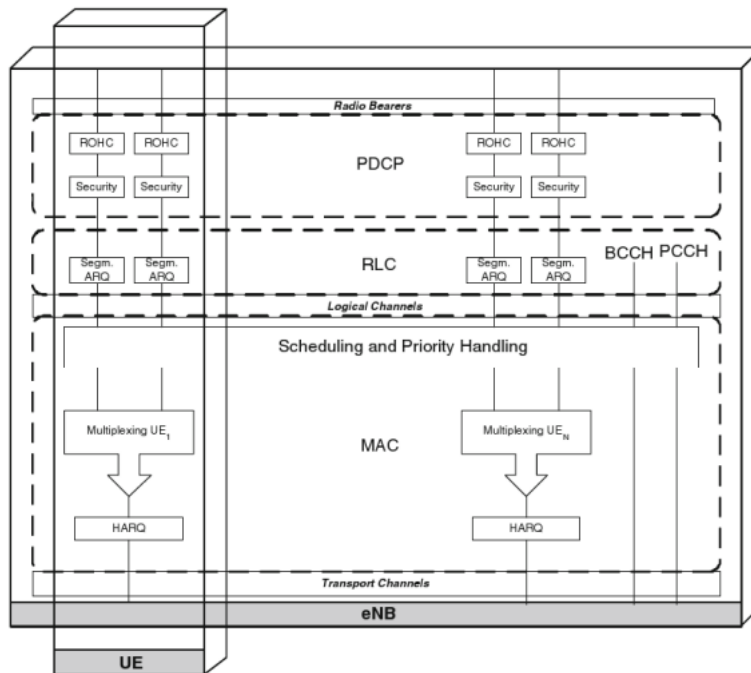 Radio Bearers
ROHC ROHC ROHC ROHC
PDCP
Security Security Security Security
Segm. ARQ Segm. ARQ RLC Segm. ARQ Segm. ARQ BCCH PCCH
Logical Channels
Scheduling and Priority Handling
Multiplexing UE1 MAC Multiplexing UEN
HARQ HARQ
Transport Channels
eNB
UE